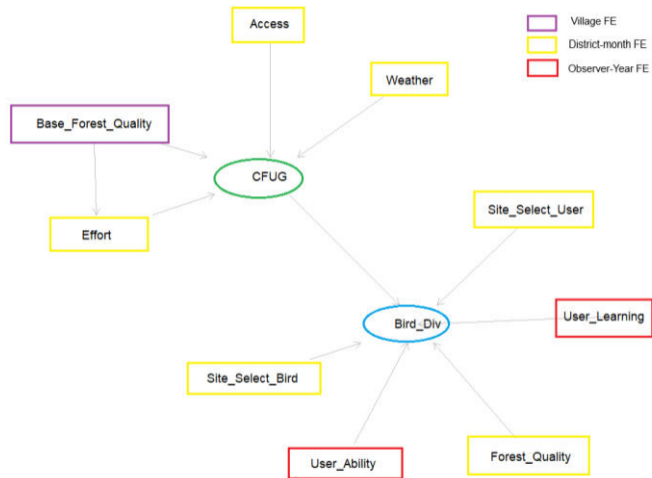 Access
Village FE
District-month FE
Observer-Year FE
Weather
Base_Forest_Quality
CFUG
Effort
Site_Select_User
Bird_Div
User_Learning
Site_Select_Bird
User_Ability
Forest_Quality